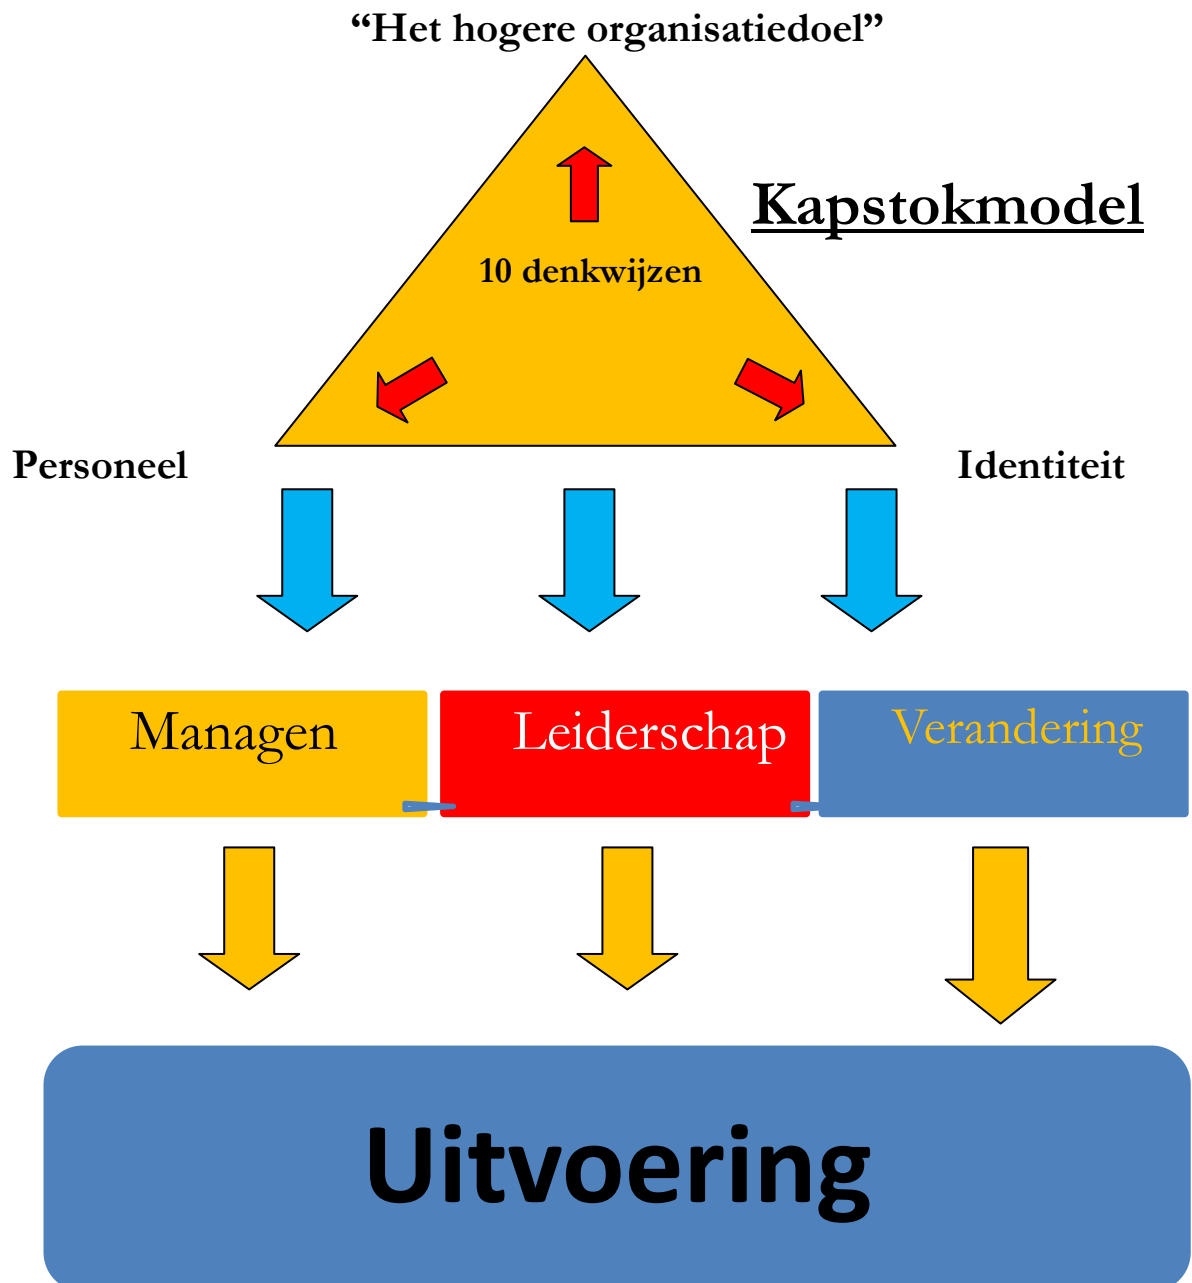 “Het hogere organisatiedoel”
Kapstokmodel
10 denkwijzen
Personeel
Identiteit
Managen
Leiderschap
Verandering
Uitvoering